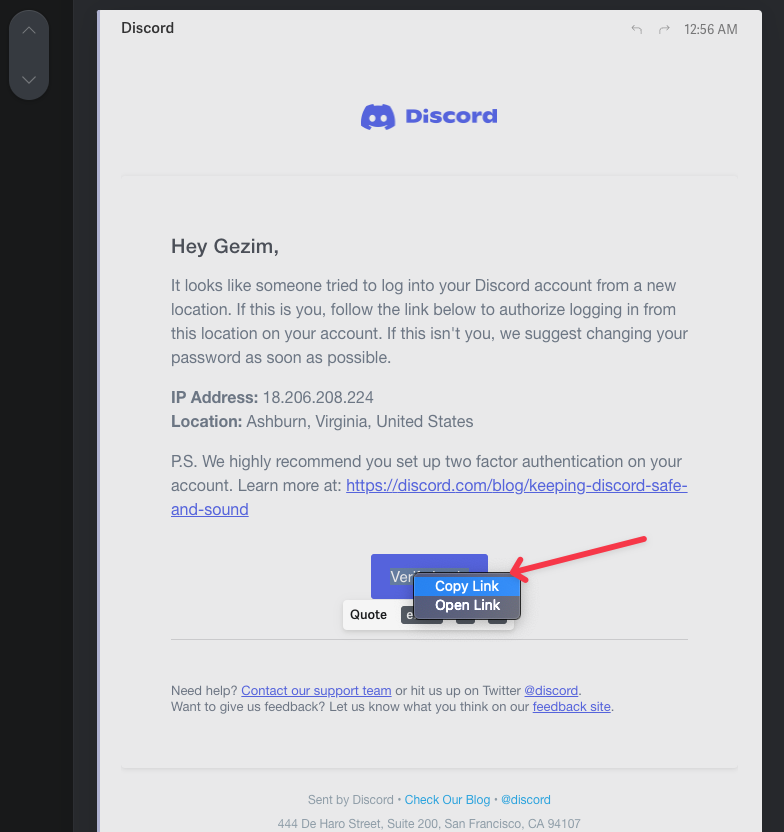 Discord
12:56 AM
Discord
Hey Gezim,
It looks like someone tried to log into your Discord account from a new
location. If this is you, follow the link below to authorize logging in from
this location on your account. If this isn't you, we suggest changing your
password as soon as possible.
IP Address: 18.206.208.224
Location: Ashburn, Virginia, United States
P.S. We highly recommend you set up two factor authentication on your
account. Learn more at: https://discord.com/blog/keeping-discord-safe-
and-sound
Copy Link
Open Link
Quote
Need help? Contact our support team or hit us up on Twitter @discord.
Want to give us feedback? Let us know what you think on our feedback site.
Sent by Discord • Check Our Blog • @discord
444 De Haro Street, Suite 200, San Francisco, CA 94107